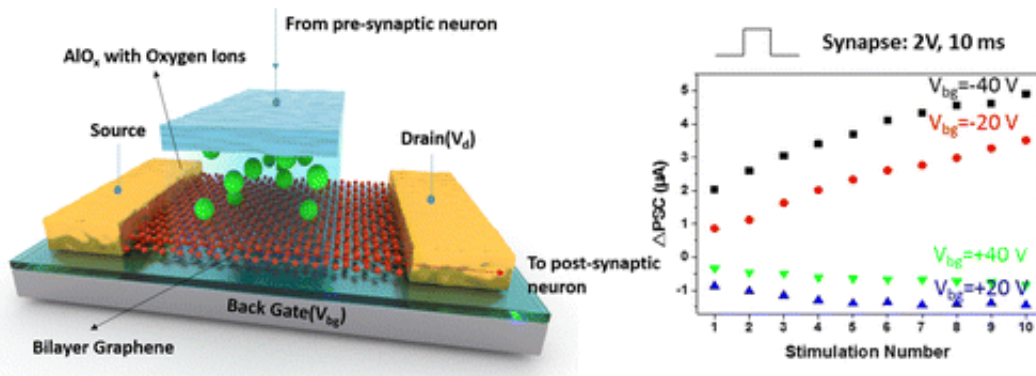 From pre-synaptic neuron
AlOx with Oxygen Ions
Source
Drain(Vd)
To post-synaptic
neuron
Back Gate(Vbg)
Bilayer Graphene
Synapse: 2V, 10 ms
Vbg=-40 V
Vbg=-20 V
Vbg=+40 V
Vbg=+20 V
△PSC (µA)
5
4
3
2
1
0
-1
1 2 3 4 5 6 7 8 9 10
Stimulation Number